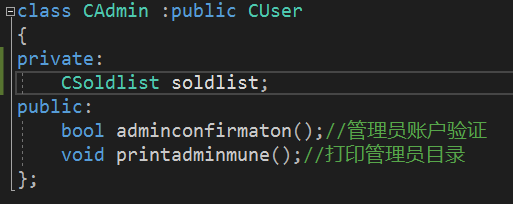 class CAdmin :public CUser
{
private:
CSoldlist soldlist;
public:
bool adminconfirmaton();//管理员账户验证
void printadminmune();//打印管理员目录
};